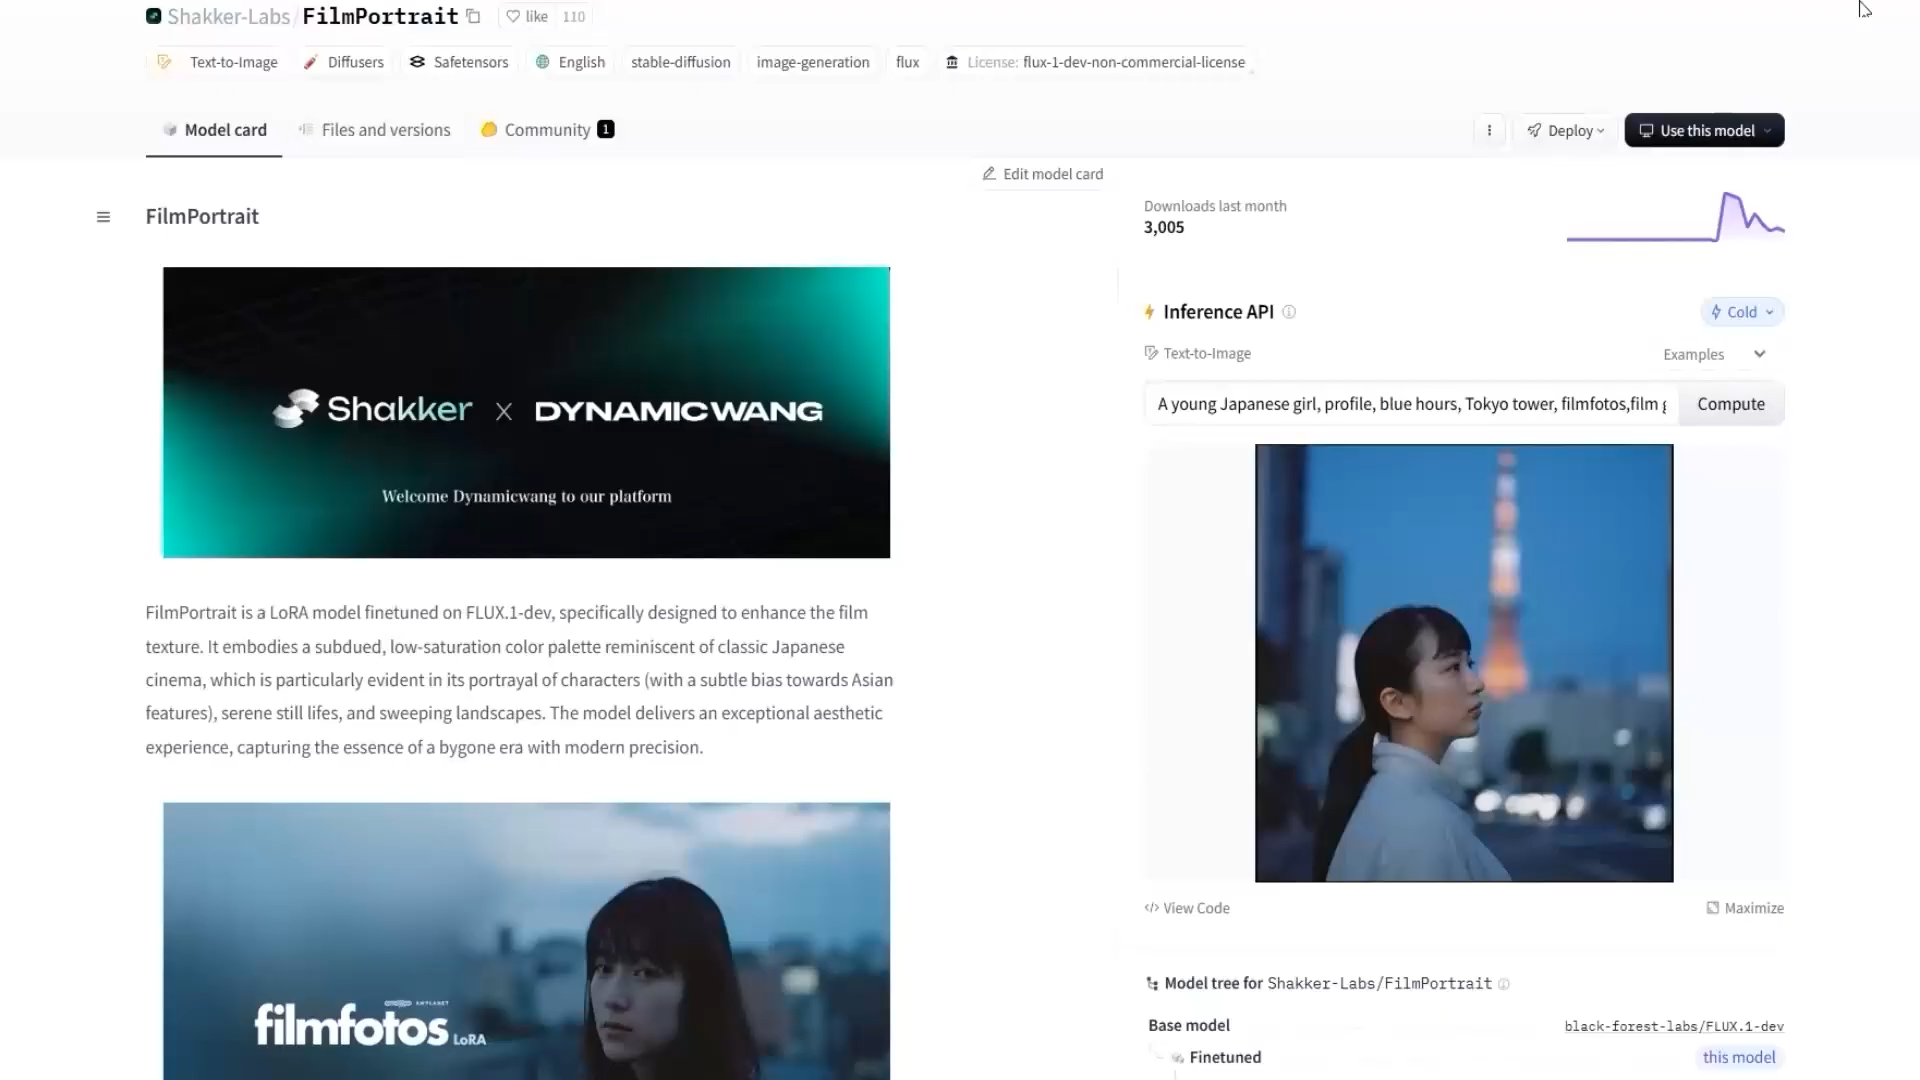 Shakker-Labs/FilmPortrait like 110
Text-to-Image Diffusers Safetensors English stable-diffusion image-generation flux License: flux-1-dev-non-commercial-license
Model card Files and versions Community 1 Deploy Use this model
Edit model card
FilmPortrait
Shakker X DYNAMICWANG
Welcome Dynamicwang to our platform
FilmPortrait is a LoRA model finetuned on FLUX.1-dev, specifically designed to enhance the film
texture. It embodies a subdued, low-saturation color palette reminiscent of classic Japanese
cinema, which is particularly evident in its portrayal of characters (with a subtle bias towards Asian
features), serene still lifes, and sweeping landscapes. The model delivers an exceptional aesthetic
experience, capturing the essence of a bygone era with modern precision.
filmfotos LoRA
Downloads last month
3,005
Inference API Cold
Text-to-Image Examples
A young Japanese girl, profile, blue hours, Tokyo tower, filmfotos,film g Compute
View Code Maximize
Model tree for Shakker-Labs/FilmPortrait
Base model black-forest-labs/FLUX.1-dev
Finetuned this model